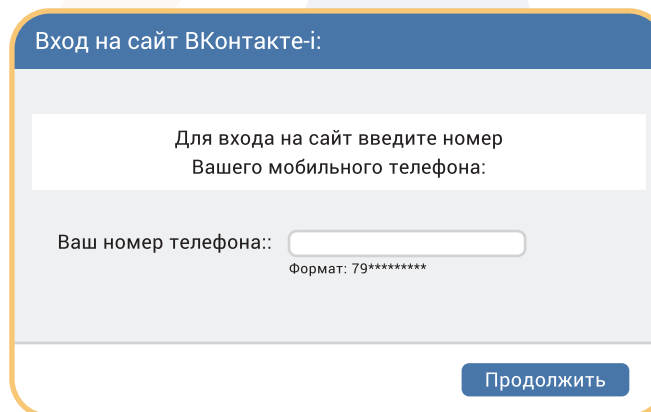 Вход на сайт ВКонтакте-i:
Для входа на сайт введите номер
Вашего мобильного телефона:
Ваш номер телефона::
Формат: 79*********
Продолжить